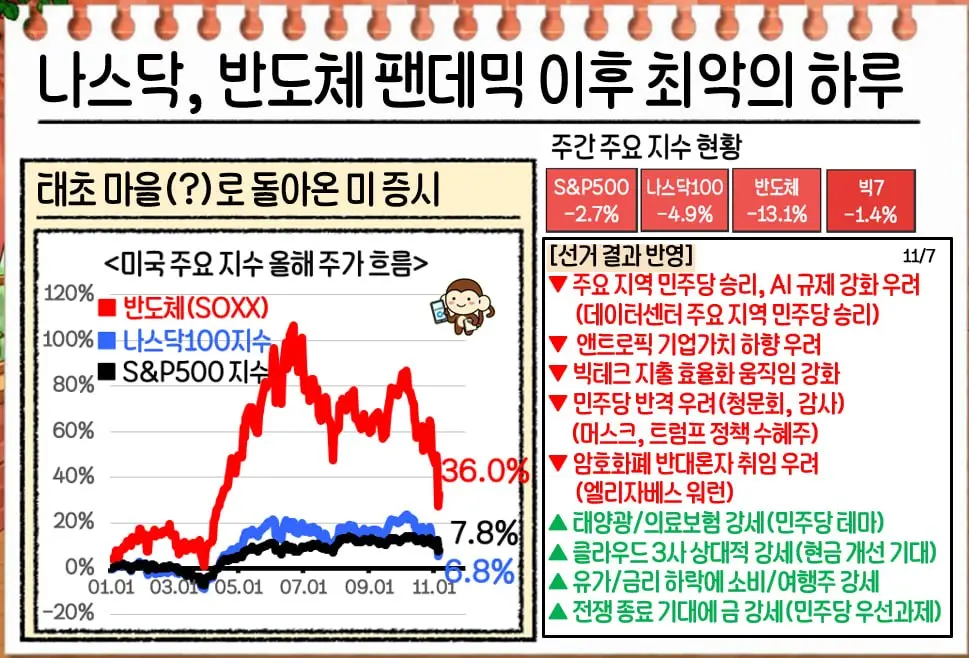 나스닥, 반도체 팬데믹 이후 최악의 하루
태초 마을(?)로 돌아온 미 증시
<미국 주요 지수 올해 주가 흐름>
120%
100%
80%
60%
40%
20%
0%
-20%
반도체(SOXX)
나스닥100지수
S&P500 지수
36.0%
7.8%
6.8%
01.01 03.01 05.01 07.01 09.01 11.01
주간 주요 지수 현황
S&P500 나스닥100 반도체 빅7
-2.7% -4.9% -13.1% -1.4%
[선거 결과 반영] 11/7
▼ 주요 지역 민주당 승리, AI 규제 강화 우려
(데이터센터 주요 지역 민주당 승리)
▼ 앤트로픽 기업가치 하향 우려
▼ 빅테크 지출 효율화 움직임 강화
▼ 민주당 반격 우려(청문회, 감사)
(머스크, 트럼프 정책 수혜주)
▼ 암호화폐 반대론자 취임 우려
(엘리자베스 워런)
▲ 태양광/의료보험 강세(민주당 테마)
▲ 클라우드 3사 상대적 강세(현금 개선 기대)
▲ 유가/금리 하락에 소비/여행주 강세
▲ 전쟁 종료 기대에 금 강세(민주당 우선과제)